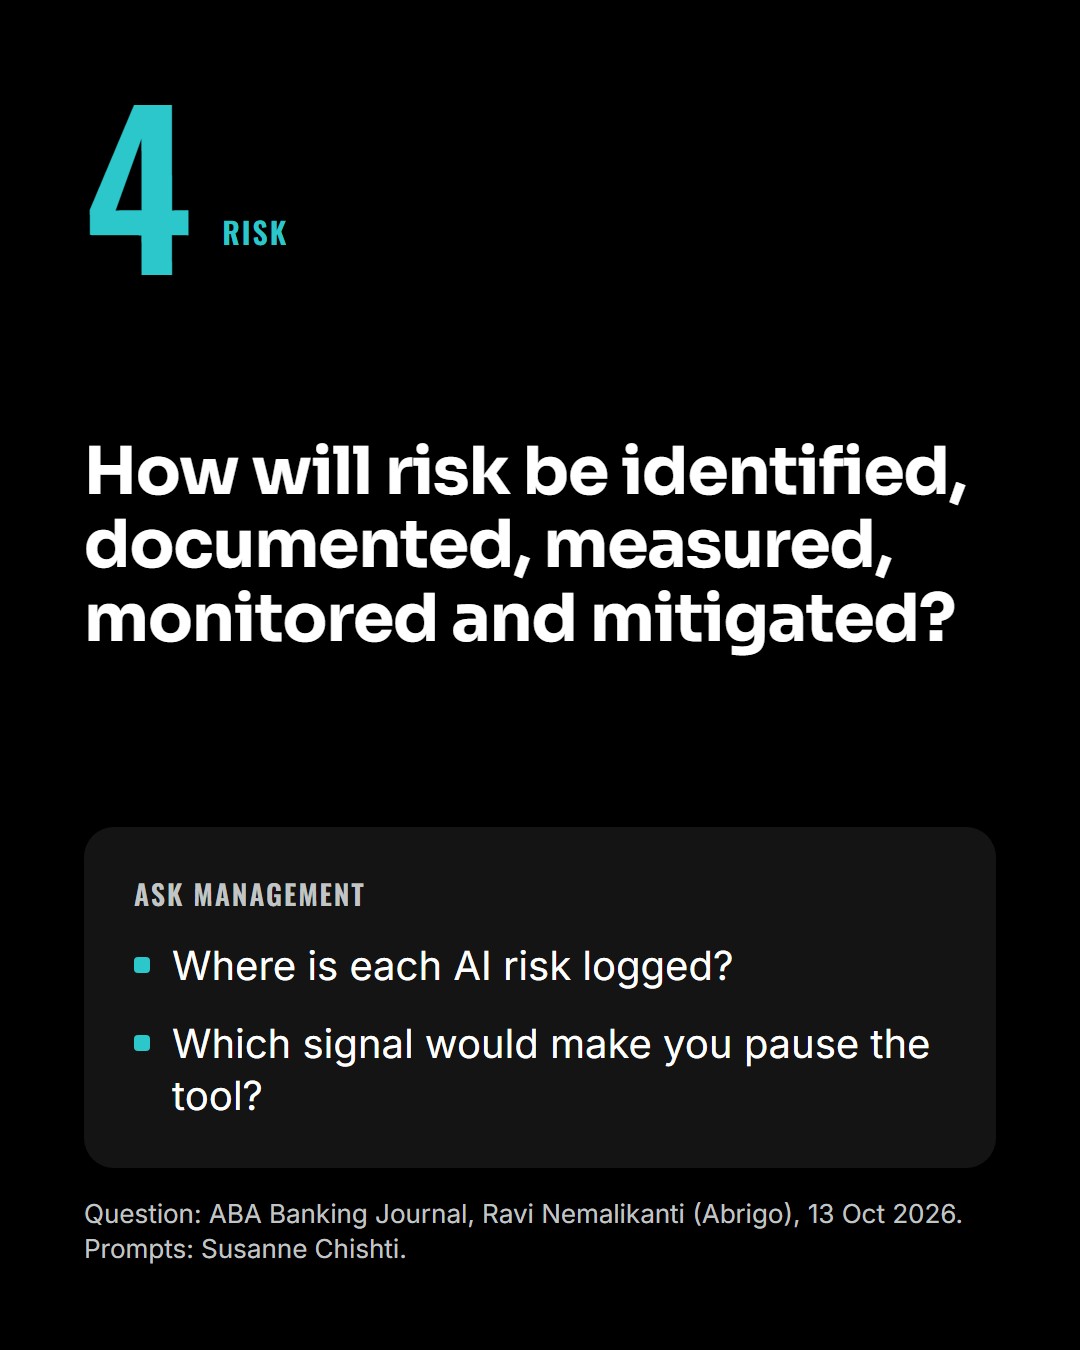 4
RISK
How will risk be identified,
documented, measured,
monitored and mitigated?
ASK MANAGEMENT
Where is each AI risk logged?
Which signal would make you pause the
tool?
Question: ABA Banking Journal, Ravi Nemalikanti (Abrigo), 13 Oct 2026.
Prompts: Susanne Chishti.